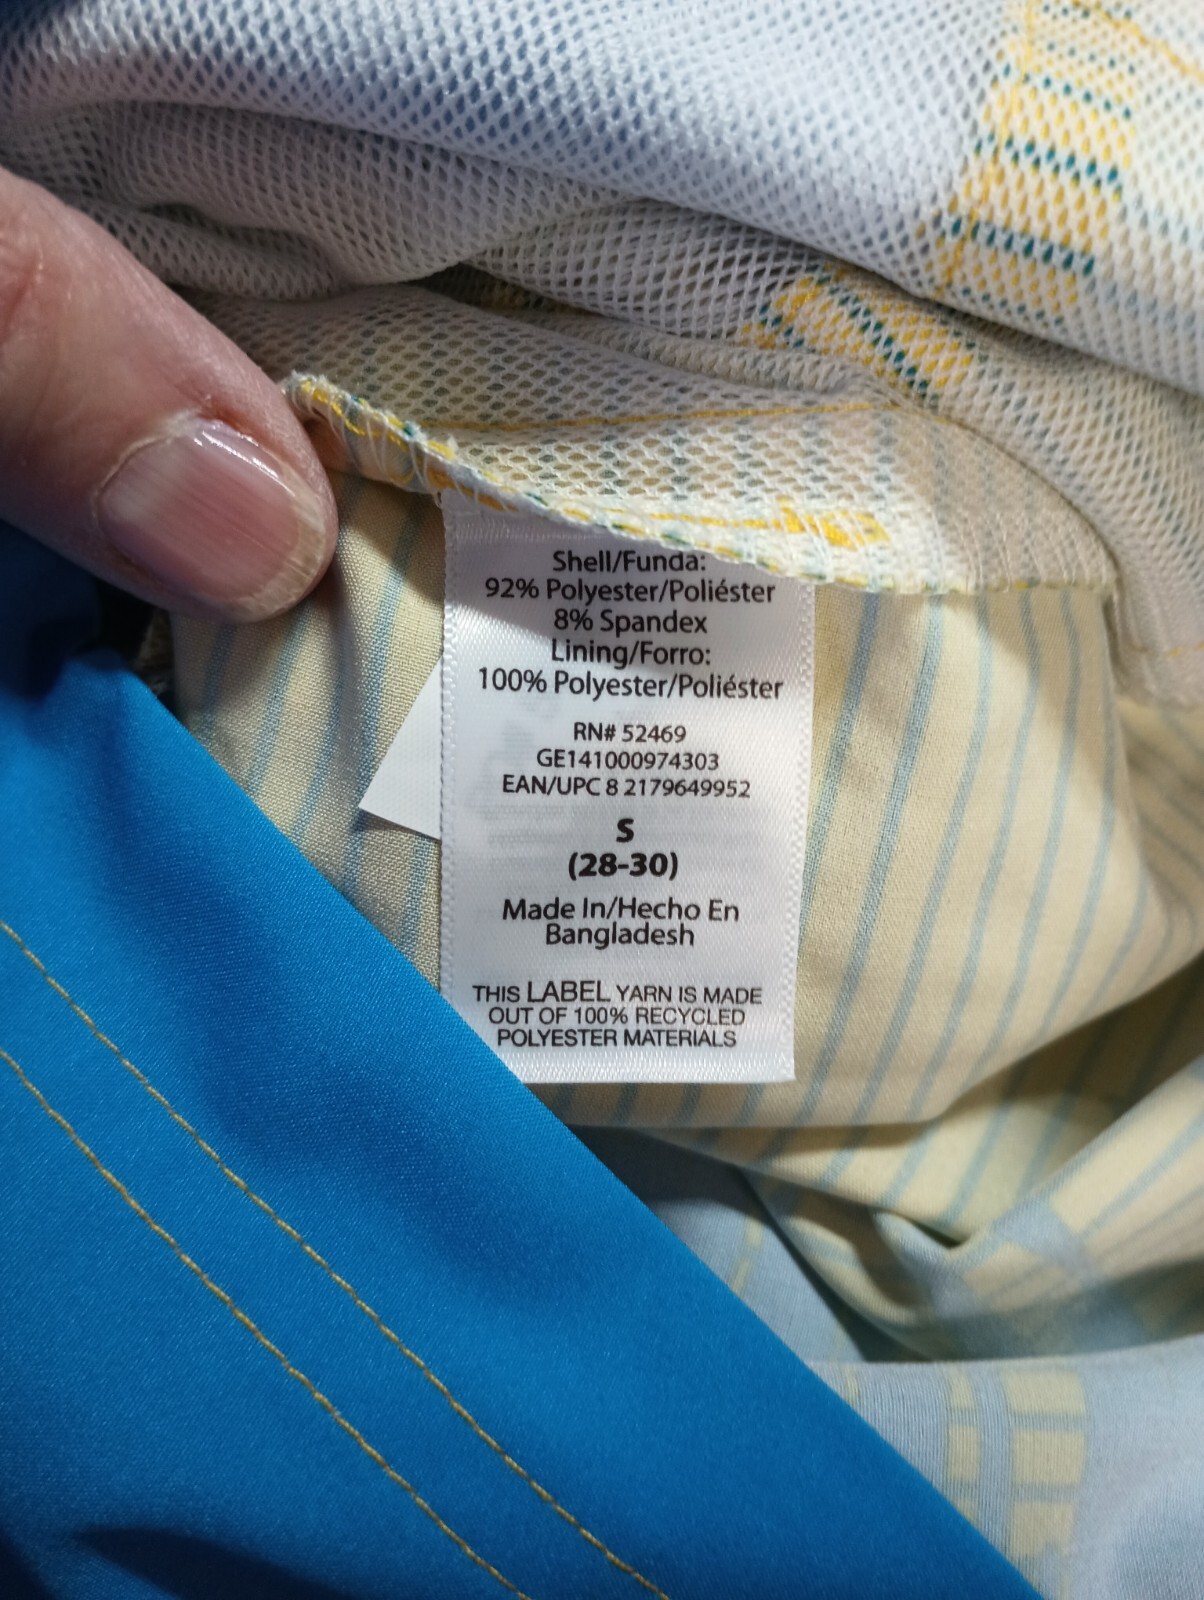 Shell/Funda:
92% Polyester/Poliéster
8% Spandex
Lining/Forro:
100% Polyester/Poliéster
RN# 52469
GE141000974303
EAN/UPC 8 2179649952
S
(28-30)
Made In/Hecho En
Bangladesh
THIS LABEL YARN IS MADE
OUT OF 100% RECYCLED
POLYESTER MATERIALS